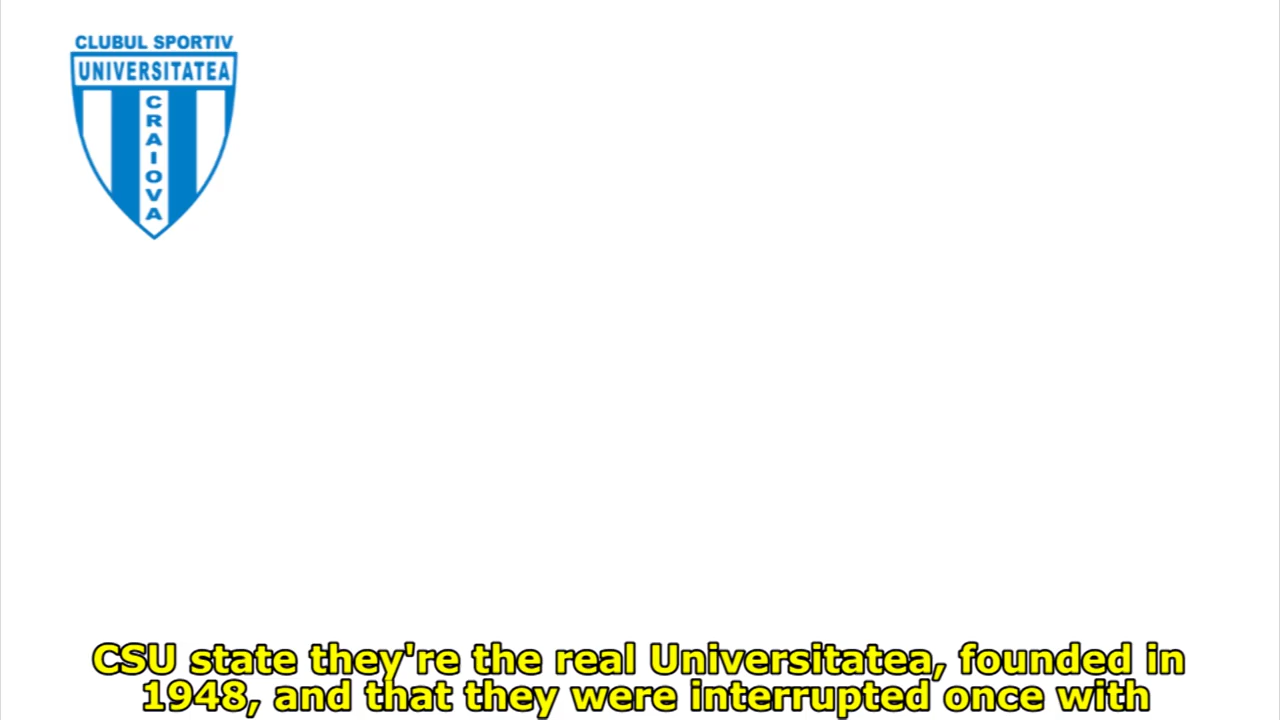 CLUBUL SPORTIV
UNIVERSITATEA
CRAIOVA
CSU state they're the real Universitatea, founded in
1948, and that they were interrupted once with